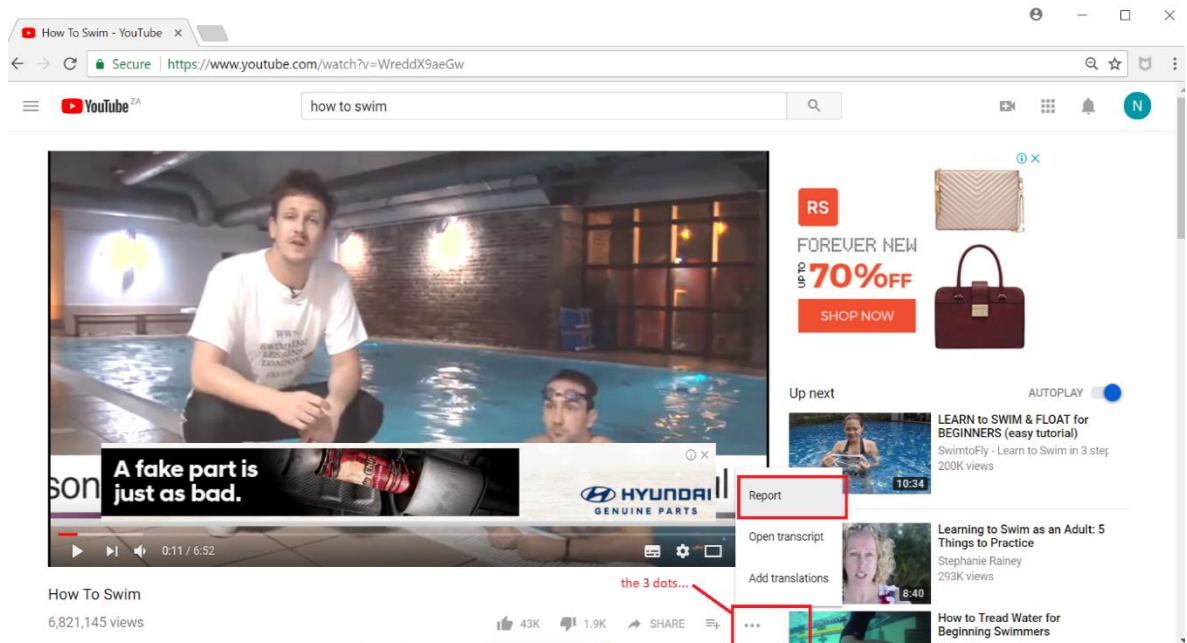 How To Swim - YouTube
Secure
https://www.youtube.com/watch?v=WreddX9aeGw
YouTube ZA
how to swim
N
RS
FOREVER NEW
UP TO 70% OFF
SHOP NOW
Up next
AUTOPLAY
LEARN to SWIM & FLOAT for
BEGINNERS (easy tutorial)
SwimtoFly - Learn to Swim in 3 step
200K views
10:34
A fake part is
just as bad.
HYUNDAI
GENUINE PARTS
son
0:11 / 6:52
Report
Open transcript
Add translations
Learning to Swim as an Adult: 5
Things to Practice
Stephanie Rainey
293K views
8:40
the 3 dots...
How To Swim
6,821,145 views
43K
1.9K
SHARE
How to Tread Water for
Beginning Swimmers